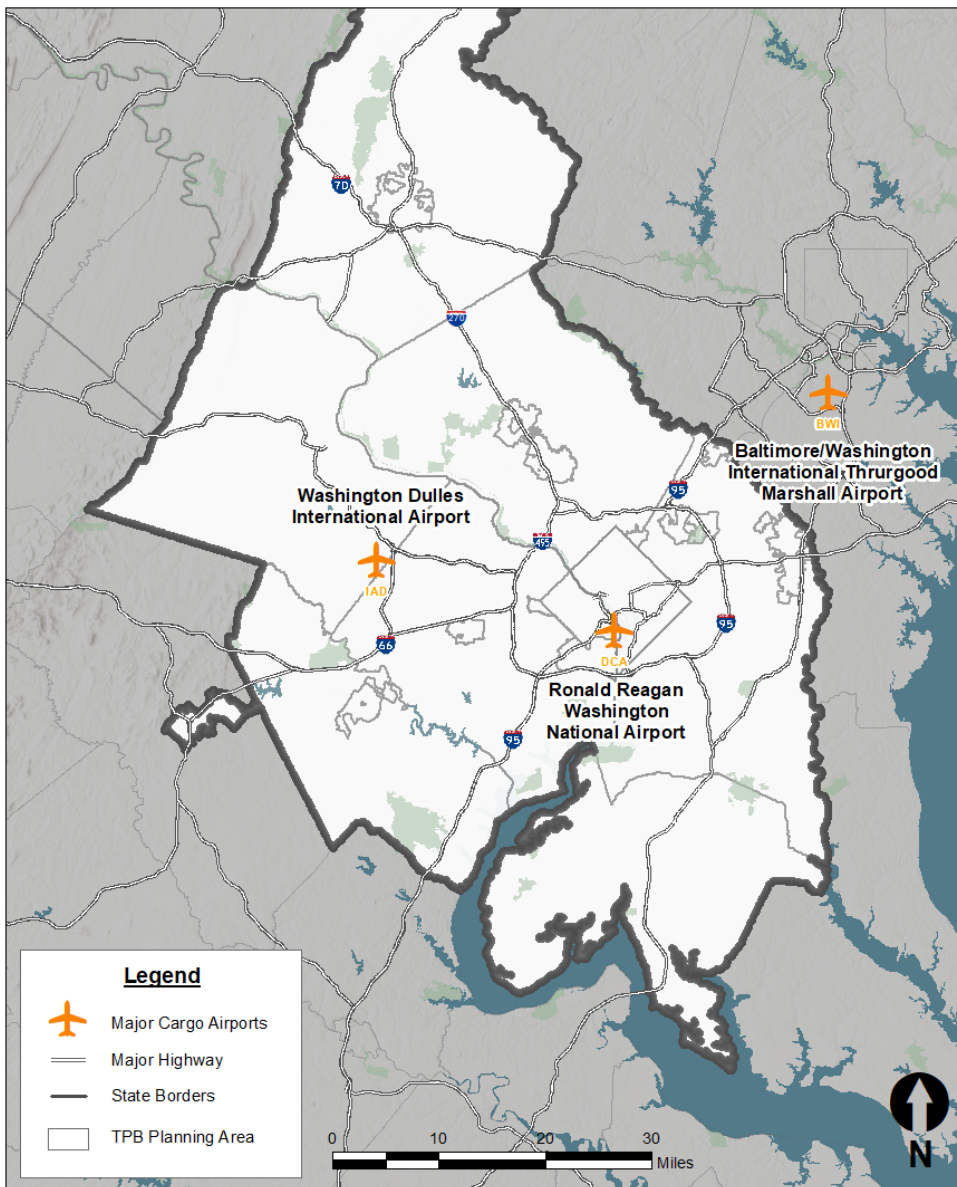 7D
270
BWI
Baltimore/Washington
International Thrurgood
Marshall Airport
95
Washington Dulles
International Airport
495
IAD
66
95
DCA
Ronald Reagan
Washington
National Airport
95
Legend
Major Cargo Airports
Major Highway
State Borders
TPB Planning Area
0 10 20 30
Miles
N